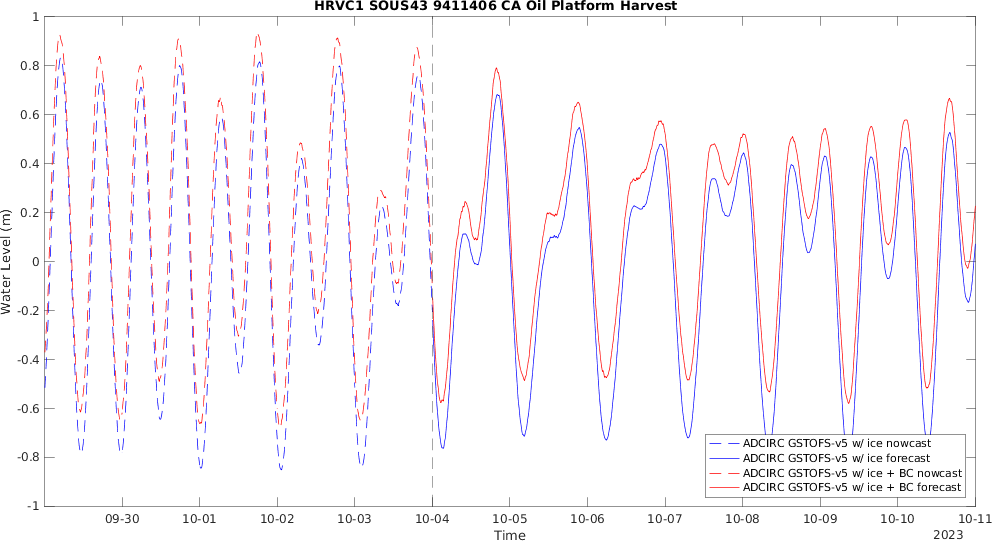 HRVC1 SOUS43 9411406 CA Oil Platform Harvest
1
0.8
0.6
0.4
0.2
0
-0.2
-0.4
-0.6
-0.8
-1
Water Level (m)
09-30 10-01 10-02 10-03 10-04 10-05 10-06 10-07 10-08 10-09 10-10 10-11
Time
2023
ADCIRC GSTOFS-v5 w/ ice nowcast
ADCIRC GSTOFS-v5 w/ ice forecast
ADCIRC GSTOFS-v5 w/ ice + BC nowcast
ADCIRC GSTOFS-v5 w/ ice + BC forecast